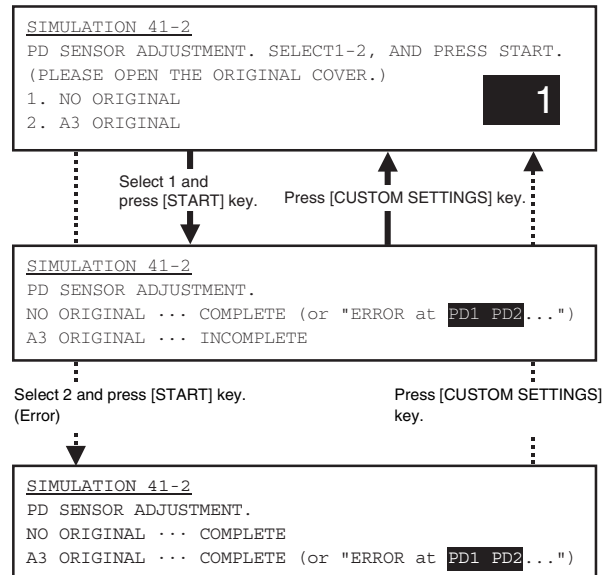 SIMULATION 41-2
PD SENSOR ADJUSTMENT. SELECT1-2, AND PRESS START.
(PLEASE OPEN THE ORIGINAL COVER.)
1. NO ORIGINAL
1
2. A3 ORIGINAL
Select 1 and
press [START] key.
Press [CUSTOM SETTINGS] key.
SIMULATION 41-2
PD SENSOR ADJUSTMENT.
NO ORIGINAL ··· COMPLETE (or "ERROR at PD1 PD2...")
A3 ORIGINAL ··· INCOMPLETE
Select 2 and press [START] key.
(Error)
Press [CUSTOM SETTINGS]
key.
SIMULATION 41-2
PD SENSOR ADJUSTMENT.
NO ORIGINAL ··· COMPLETE
A3 ORIGINAL ··· COMPLETE (or "ERROR at PD1 PD2...")